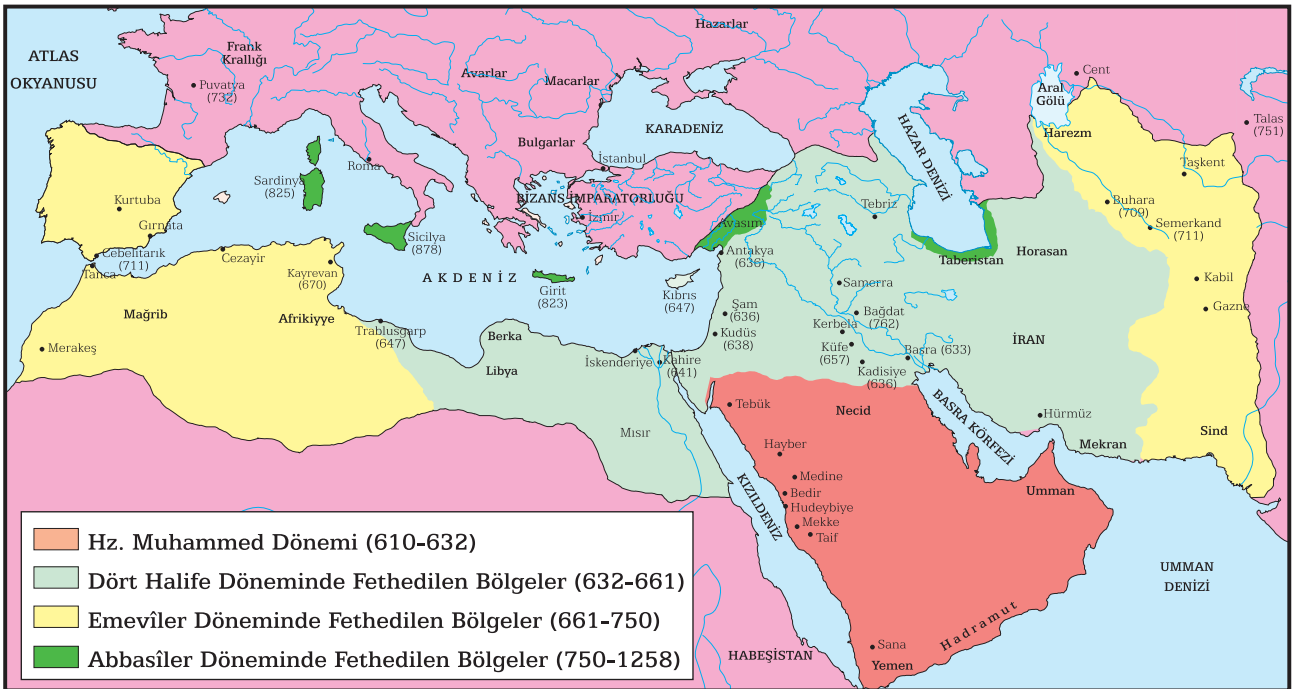 Hazarlar
ATLAS
OKYANUSU
Frank
Krallığı
Puvatya
(732)
Avarlar
Macarlar
Cent
Aral
Gölü
Talas
(751)
KARADENİZ
HAZAR DENİZİ
Harezm
Bulgarlar
İstanbul
Roma
Taşkent
Sardinya
(825)
Kurtuba
BİZANS İMPARATORLUĞU
İzmir
Tebriz
Buhara
(709)
Semerkand
(711)
Gırnata
Sicilya
(878)
Avasım
Antakya
(636)
Taberistan
Horasan
Cebelitarık
(711)
Tanca
Cezayir
Kayrevan
(670)
AKDENİZ
Girit
(823)
Kıbrıs
(647)
Samerra
Kabil
Gazne
Mağrib
Afrikiyye
Trablusgarp
(647)
Berka
Şam
(636)
Kudüs
(638)
Bağdat
(762)
Kerbela
Küfe
(657)
Basra (633)
Kadisiye
(636)
İRAN
Merakeş
Libya
İskenderiye
Kahire
(641)
Mısır
Tebük
Necid
BASRA KÖRFEZİ
Hürmüz
Mekran
Sind
Hayber
Medine
Bedir
Hudeybiye
Mekke
Taif
KIZILDENİZ
Umman
UMMAN
DENİZİ
Hadramut
Sana
Yemen
HABEŞİSTAN
Hz. Muhammed Dönemi (610-632)
Dört Halife Döneminde Fethedilen Bölgeler (632-661)
Emevîler Döneminde Fethedilen Bölgeler (661-750)
Abbasîler Döneminde Fethedilen Bölgeler (750-1258)